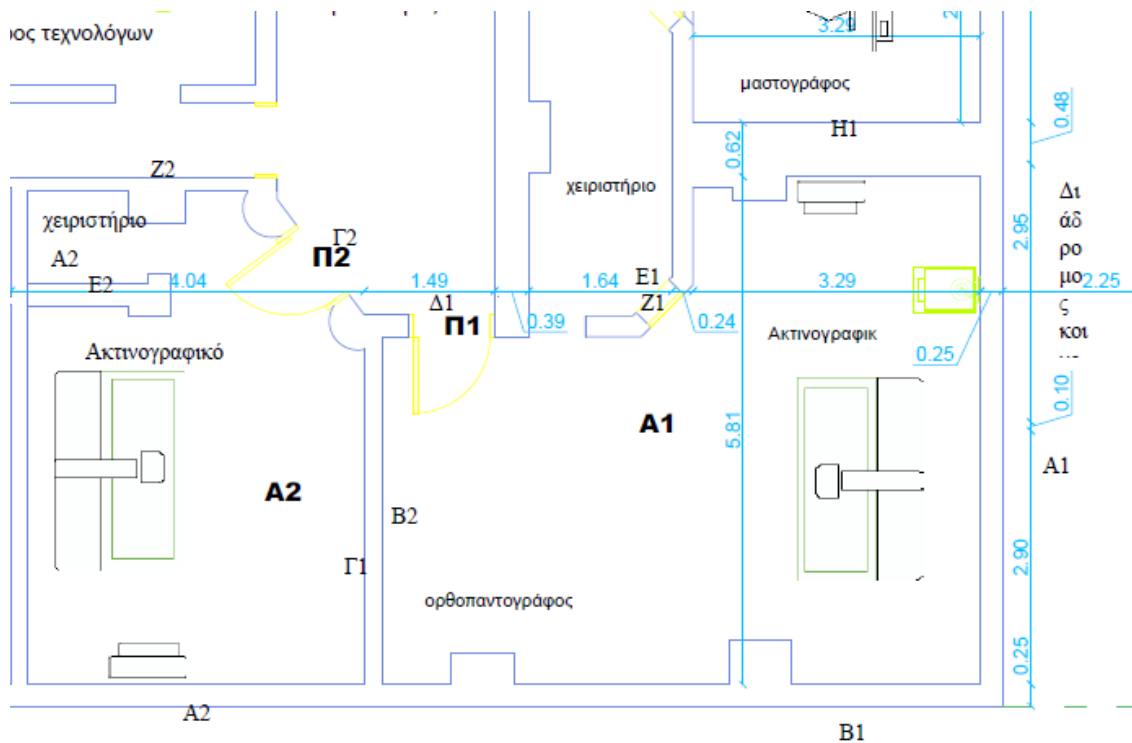 ρος τεχνολόγων
3.29
μαστογράφος
0.48
H1
0.62
Z2
χειριστήριο
χειριστήριο
A2
Γ2
Π2
Δι
άδ
ρο
μο
ς
κοι
2.95
E2
4.04
1.49
1.64
E1
3.29
2.25
Δ1
Z1
Π1
0.39
0.24
Ακτινογραφικ
0.25
Ακτινογραφικό
0.10
A1
5.81
A1
A2
B2
Γ1
2.90
ορθοπαντογράφος
0.25
A2
B1